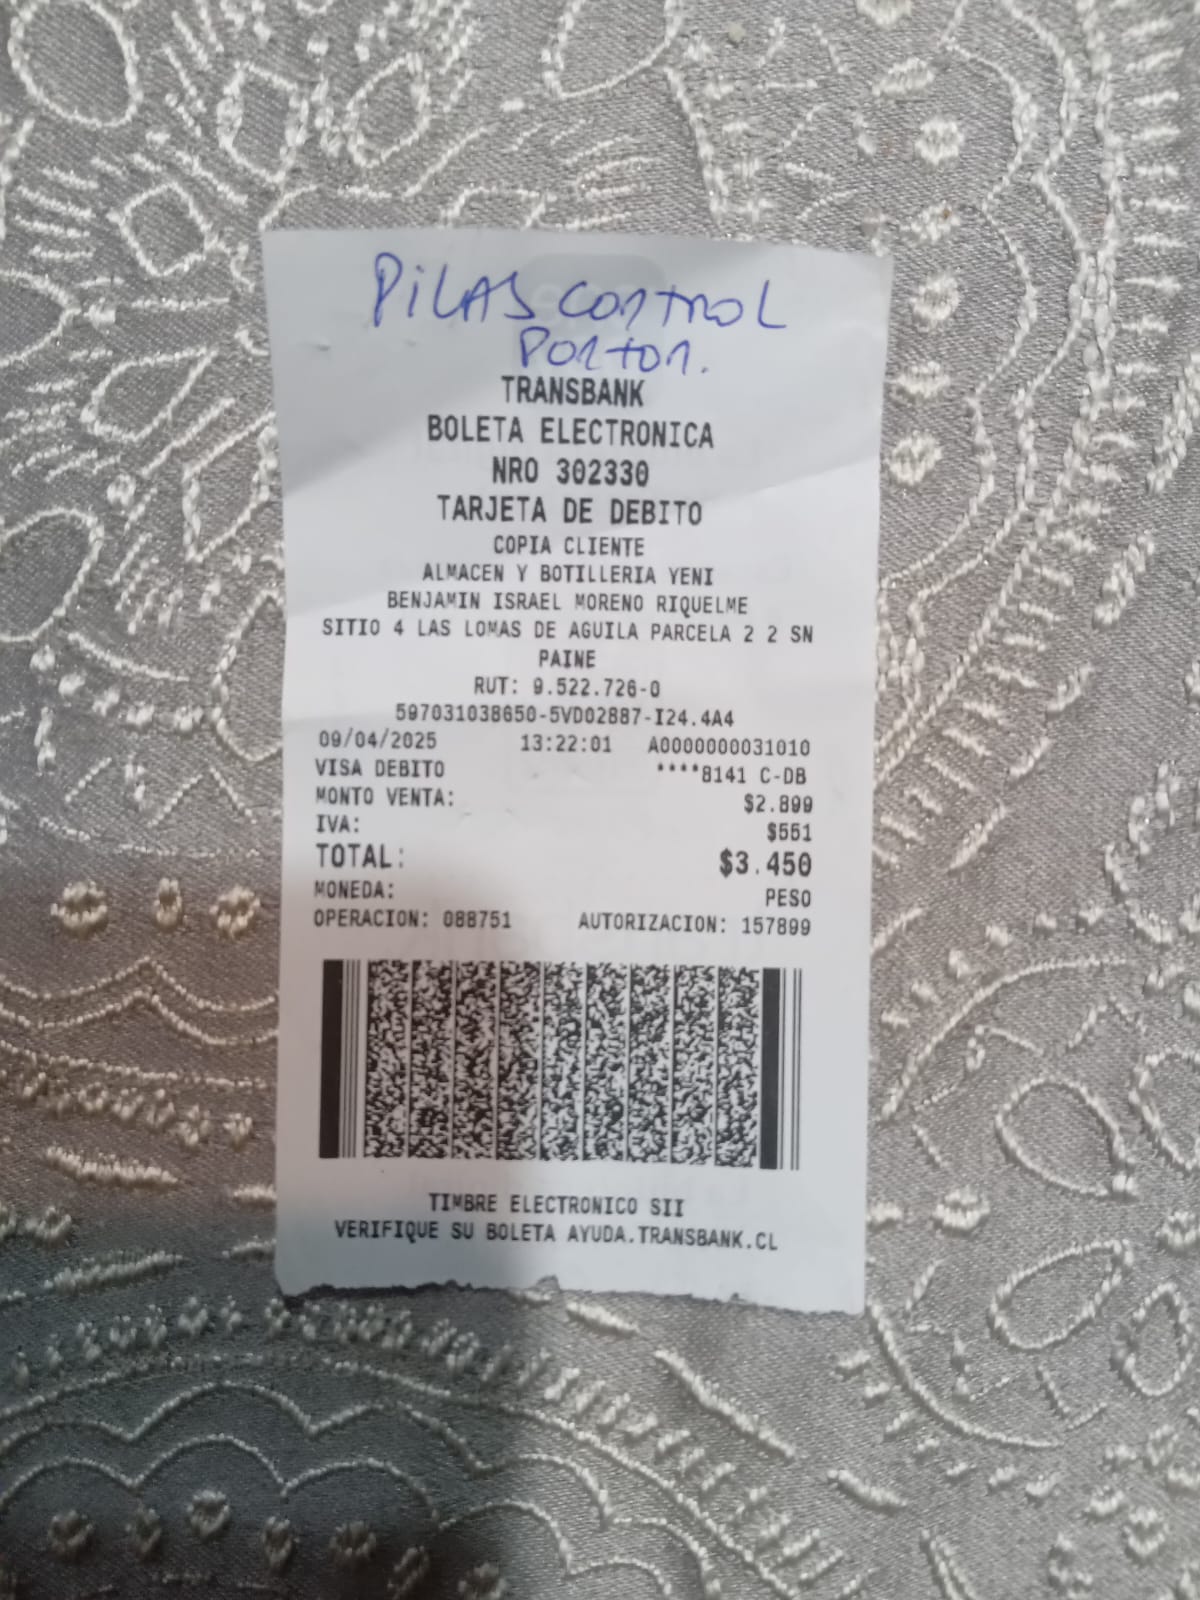 PILAS CONTROL
PORTON.
TRANSBANK
BOLETA ELECTRONICA
NRO 302330
TARJETA DE DEBITO
COPIA CLIENTE
ALMACEN Y BOTILLERIA YENI
BENJAMIN ISRAEL MORENO RIQUELME
SITIO 4 LAS LOMAS DE AGUILA PARCELA 2 2 SN
PAINE
RUT: 9.522.726-0
597031038650-5VD02887-I24.4A4
09/04/2025 13:22:01 A0000000031010
VISA DEBITO ****8141 C-DB
MONTO VENTA: $2.899
IVA: $551
TOTAL: $3.450
MONEDA: PESO
OPERACION: 088751 AUTORIZACION: 157899
TIMBRE ELECTRONICO SII
VERIFIQUE SU BOLETA AYUDA.TRANSBANK.CL